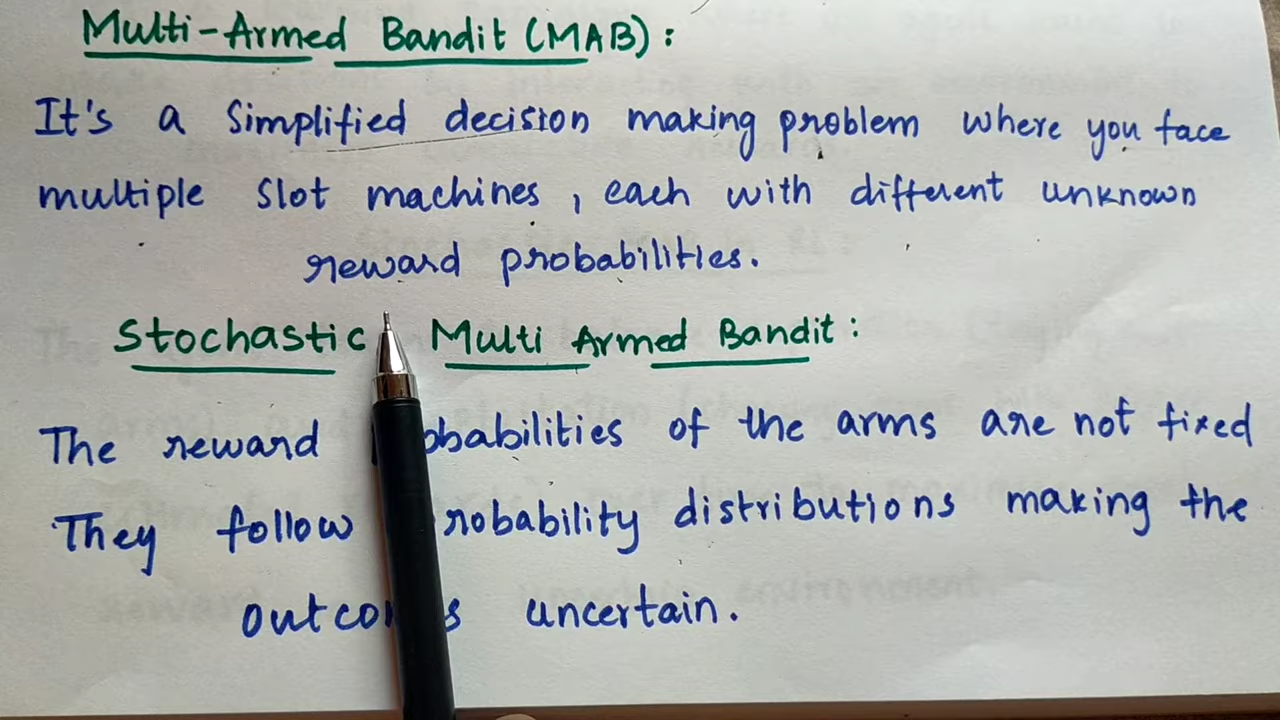 Multi-Armed Bandit (MAB) :
It's a simplified decision making problem where you face
multiple slot machines , each with different unknown
reward probabilities.
Stochastic Multi Armed Bandit :
The reward obabilities of the arms are not fixed
They follow robability distributions making the
uncertain.